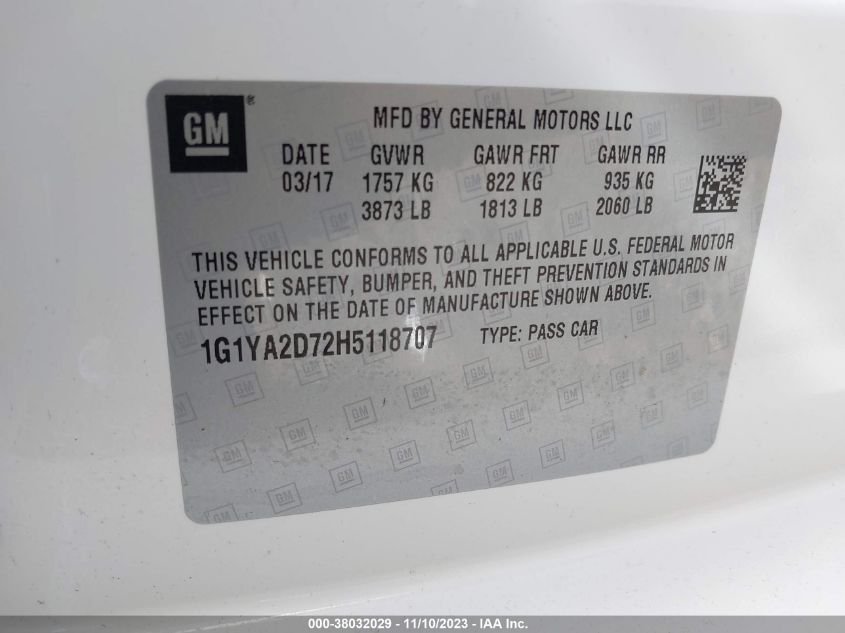 GM®
MFD BY GENERAL MOTORS LLC
DATE GVWR GAWR FRT GAWR RR
03/17 1757 KG 822 KG 935 KG
3873 LB 1813 LB 2060 LB
THIS VEHICLE CONFORMS TO ALL APPLICABLE U.S. FEDERAL MOTOR
VEHICLE SAFETY, BUMPER, AND THEFT PREVENTION STANDARDS IN
EFFECT ON THE DATE OF MANUFACTURE SHOWN ABOVE.
1G1YA2D72H5118707 TYPE: PASS CAR
000-38032029 - 11/10/2023 - IAA Inc.